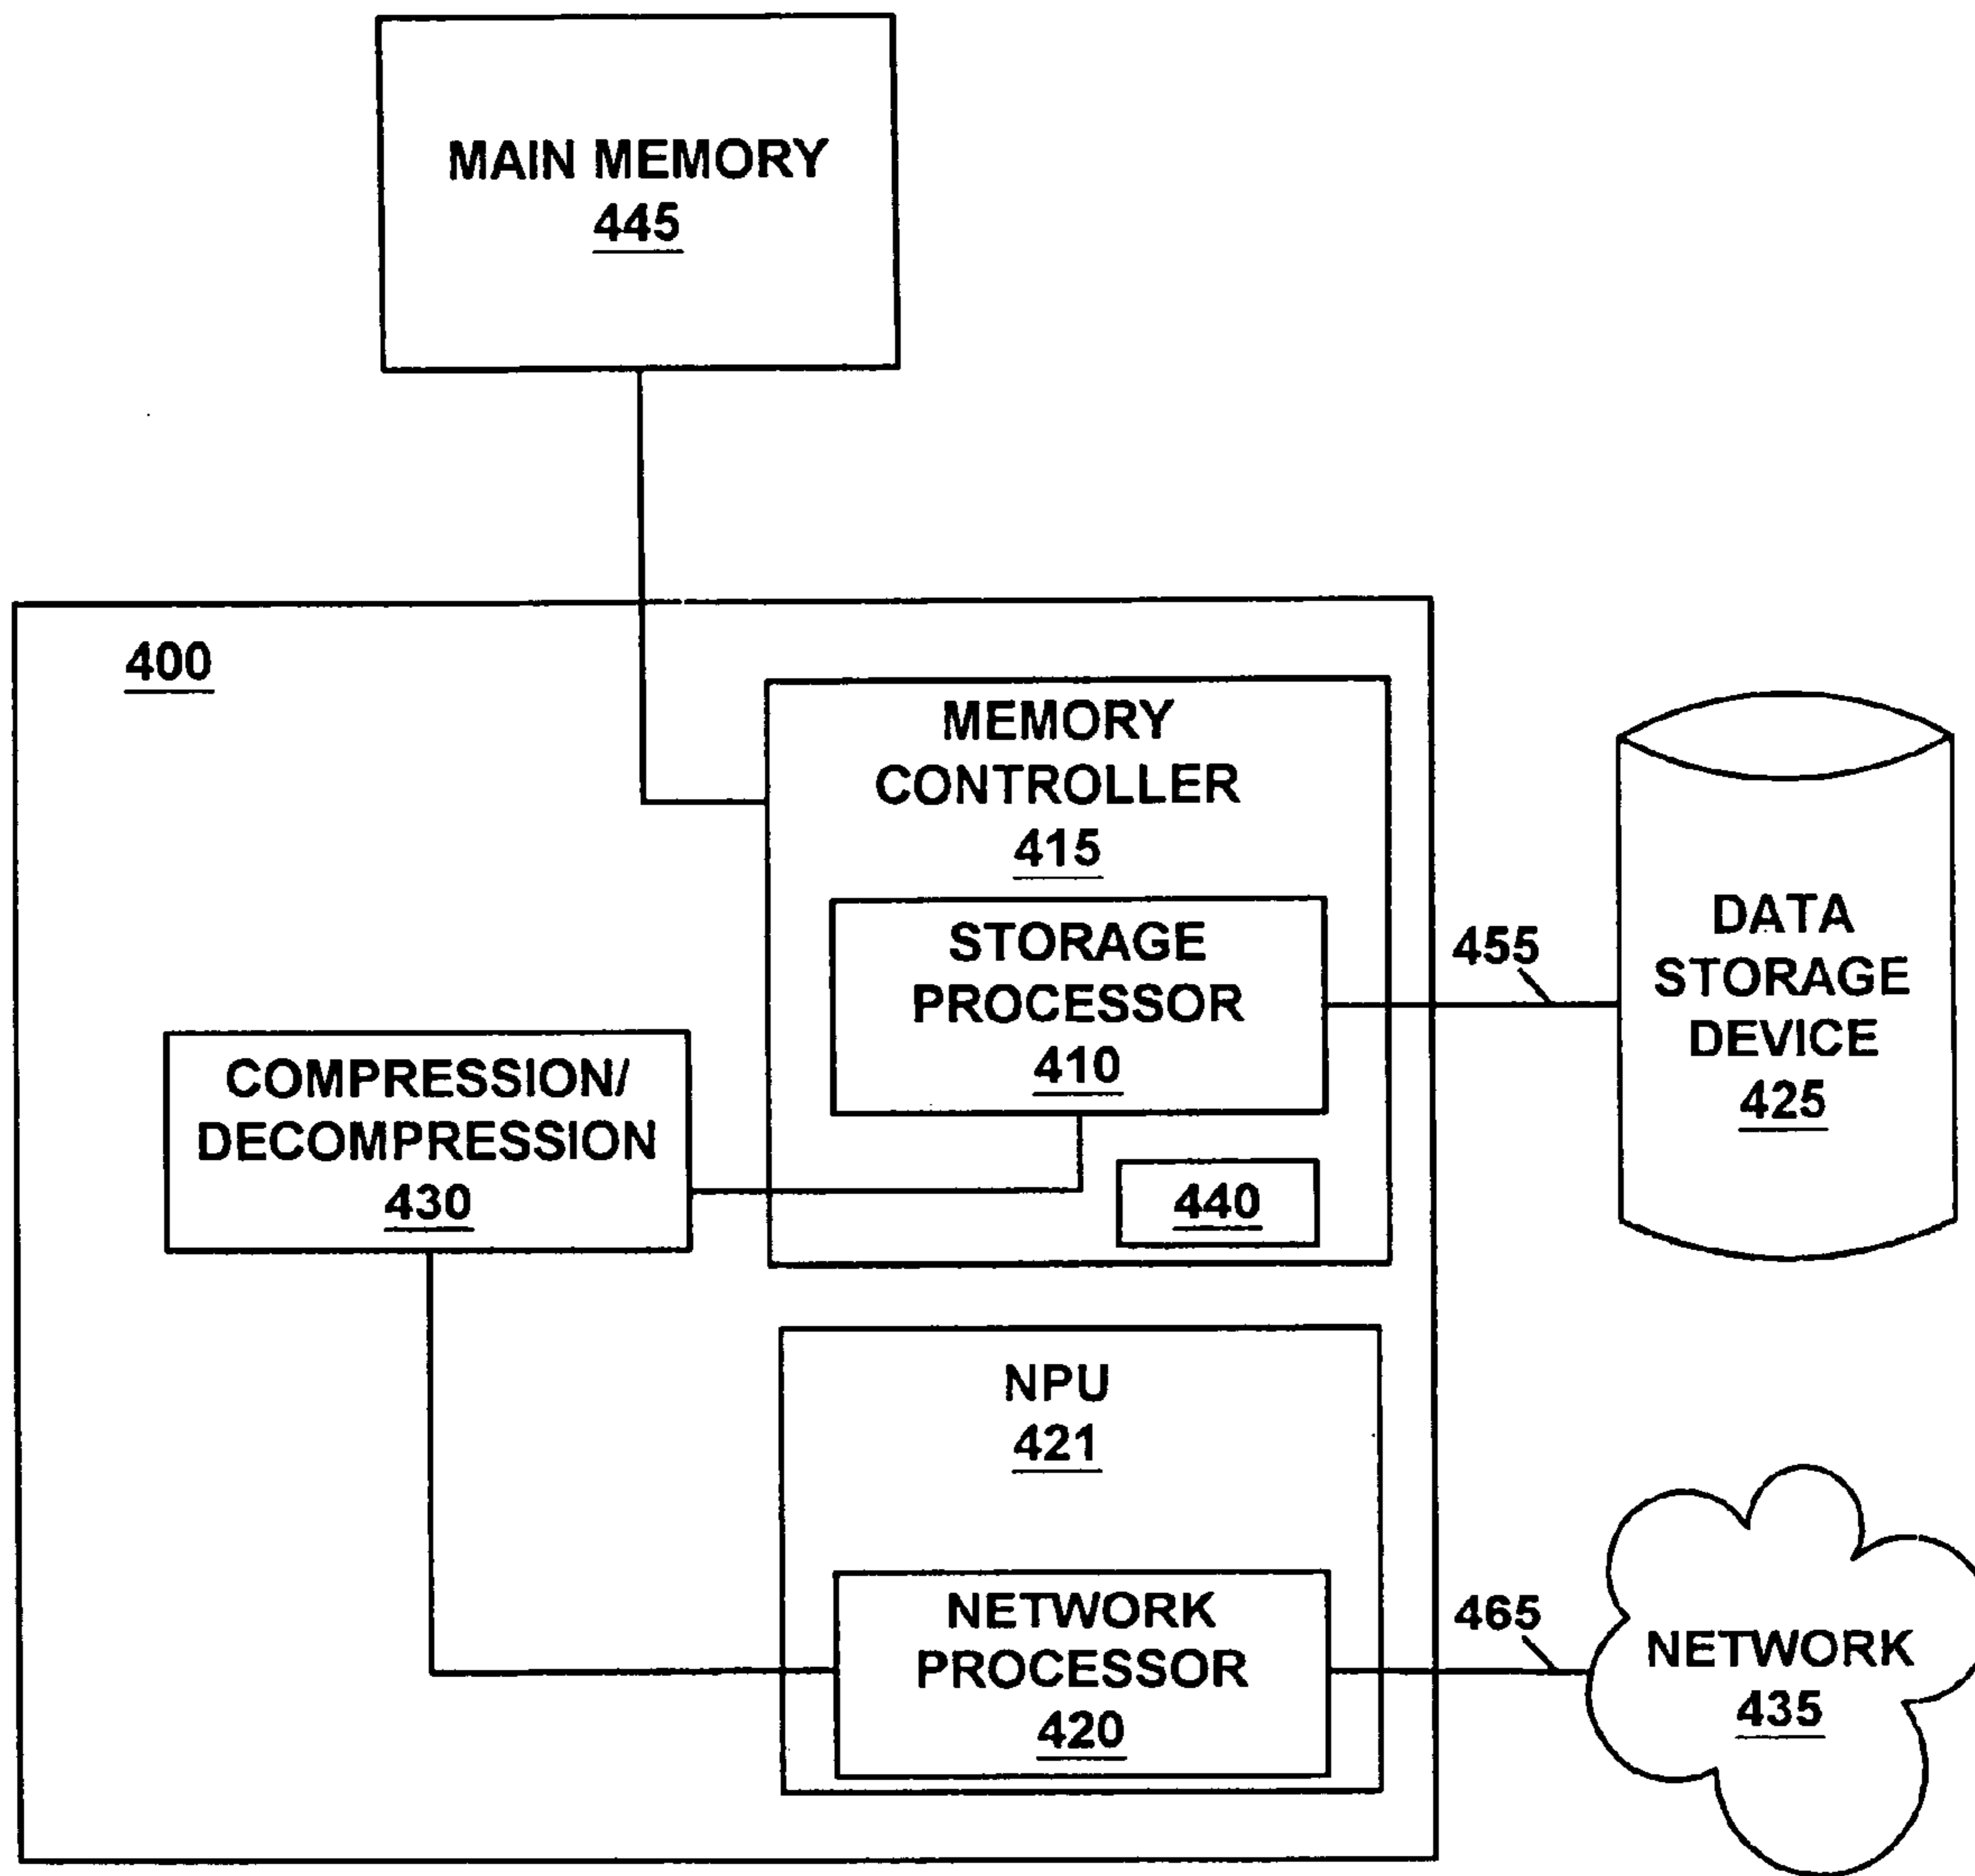 MAIN MEMORY
445
400
MEMORY
CONTROLLER
415
STORAGE
PROCESSOR
410
455
DATA
STORAGE
DEVICE
425
COMPRESSION/
DECOMPRESSION
430
440
NPU
421
NETWORK
PROCESSOR
420
465
NETWORK
435